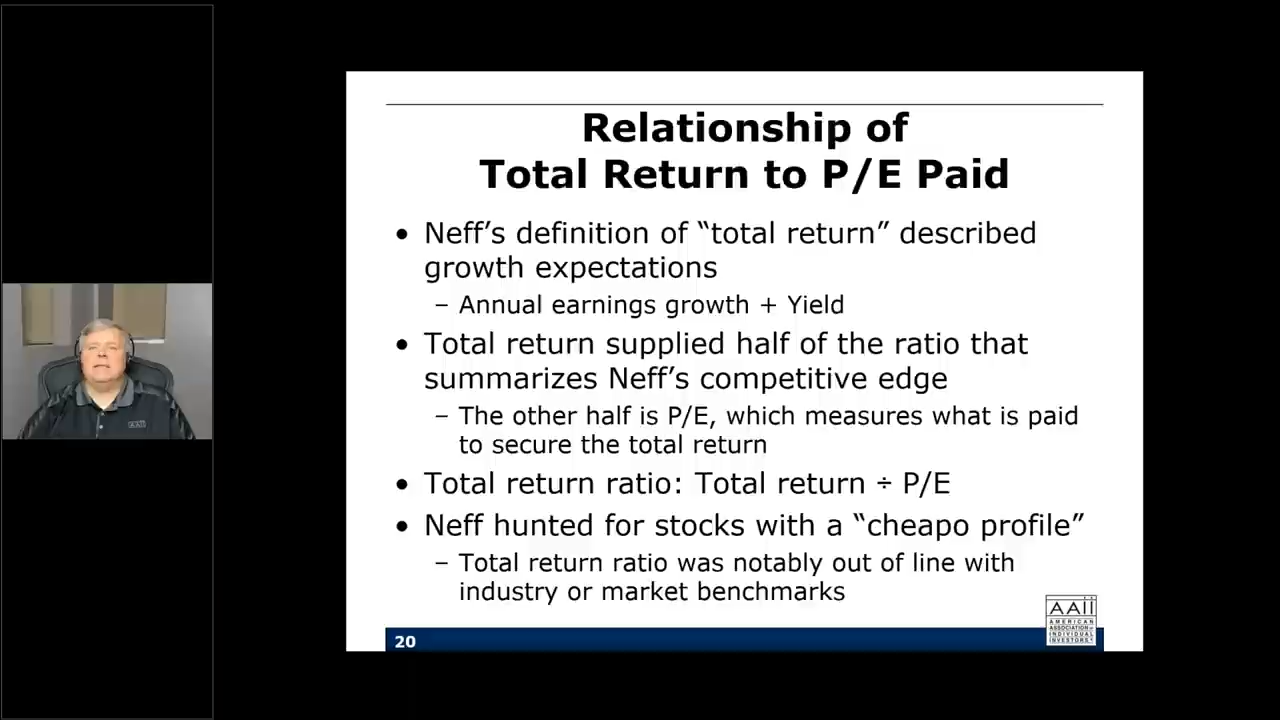 Relationship of
Total Return to P/E Paid
• Neff’s definition of “total return” described
growth expectations
– Annual earnings growth + Yield
• Total return supplied half of the ratio that
summarizes Neff’s competitive edge
– The other half is P/E, which measures what is paid
to secure the total return
• Total return ratio: Total return ÷ P/E
• Neff hunted for stocks with a “cheapo profile”
– Total return ratio was notably out of line with
industry or market benchmarks
20
AAII
AMERICAN
ASSOCIATION OF
INDIVIDUAL
INVESTORS
AAII